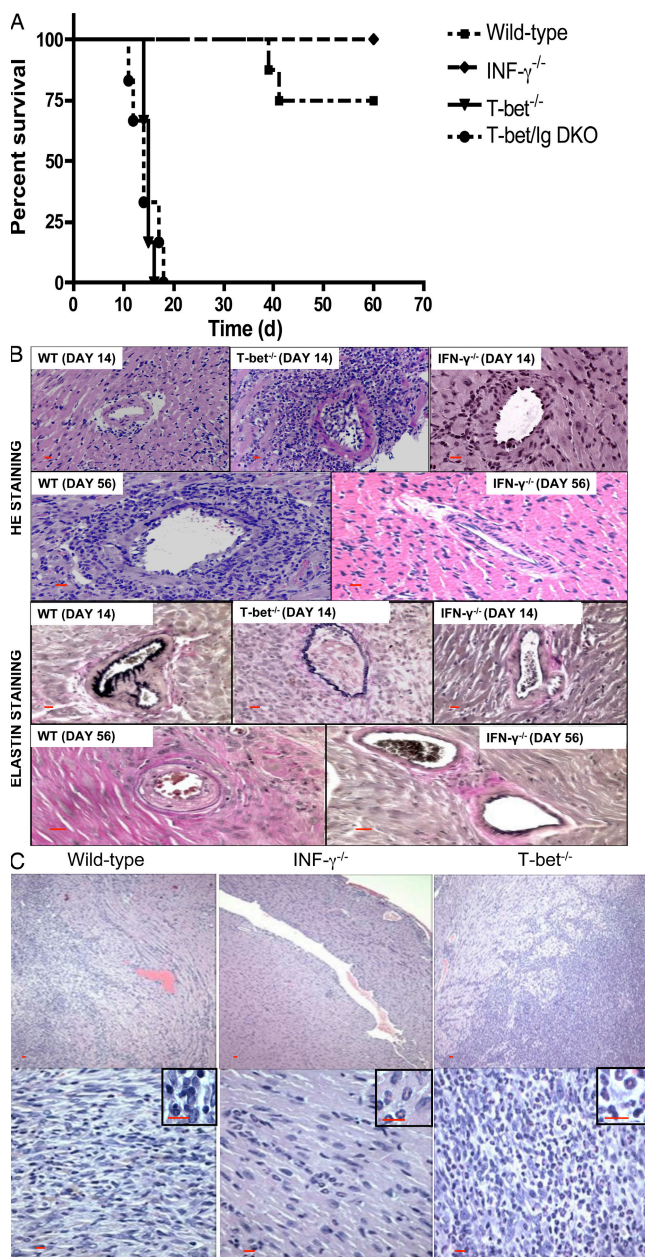 A
Percent survival
100
75
50
25
0
0 10 20 30 40 50 60 70
Time (d)
Wild-type
INF-γ-/-
T-bet-/-
T-bet/Ig DKO
B
HE STAINING
WT (DAY 14)
T-bet-/- (DAY 14)
IFN-γ-/- (DAY 14)
WT (DAY 56)
IFN-γ-/- (DAY 56)
ELASTIN STAINING
WT (DAY 14)
T-bet-/- (DAY 14)
IFN-γ-/- (DAY 14)
WT (DAY 56)
IFN-γ-/- (DAY 56)
C
Wild-type
INF-γ-/-
T-bet-/-